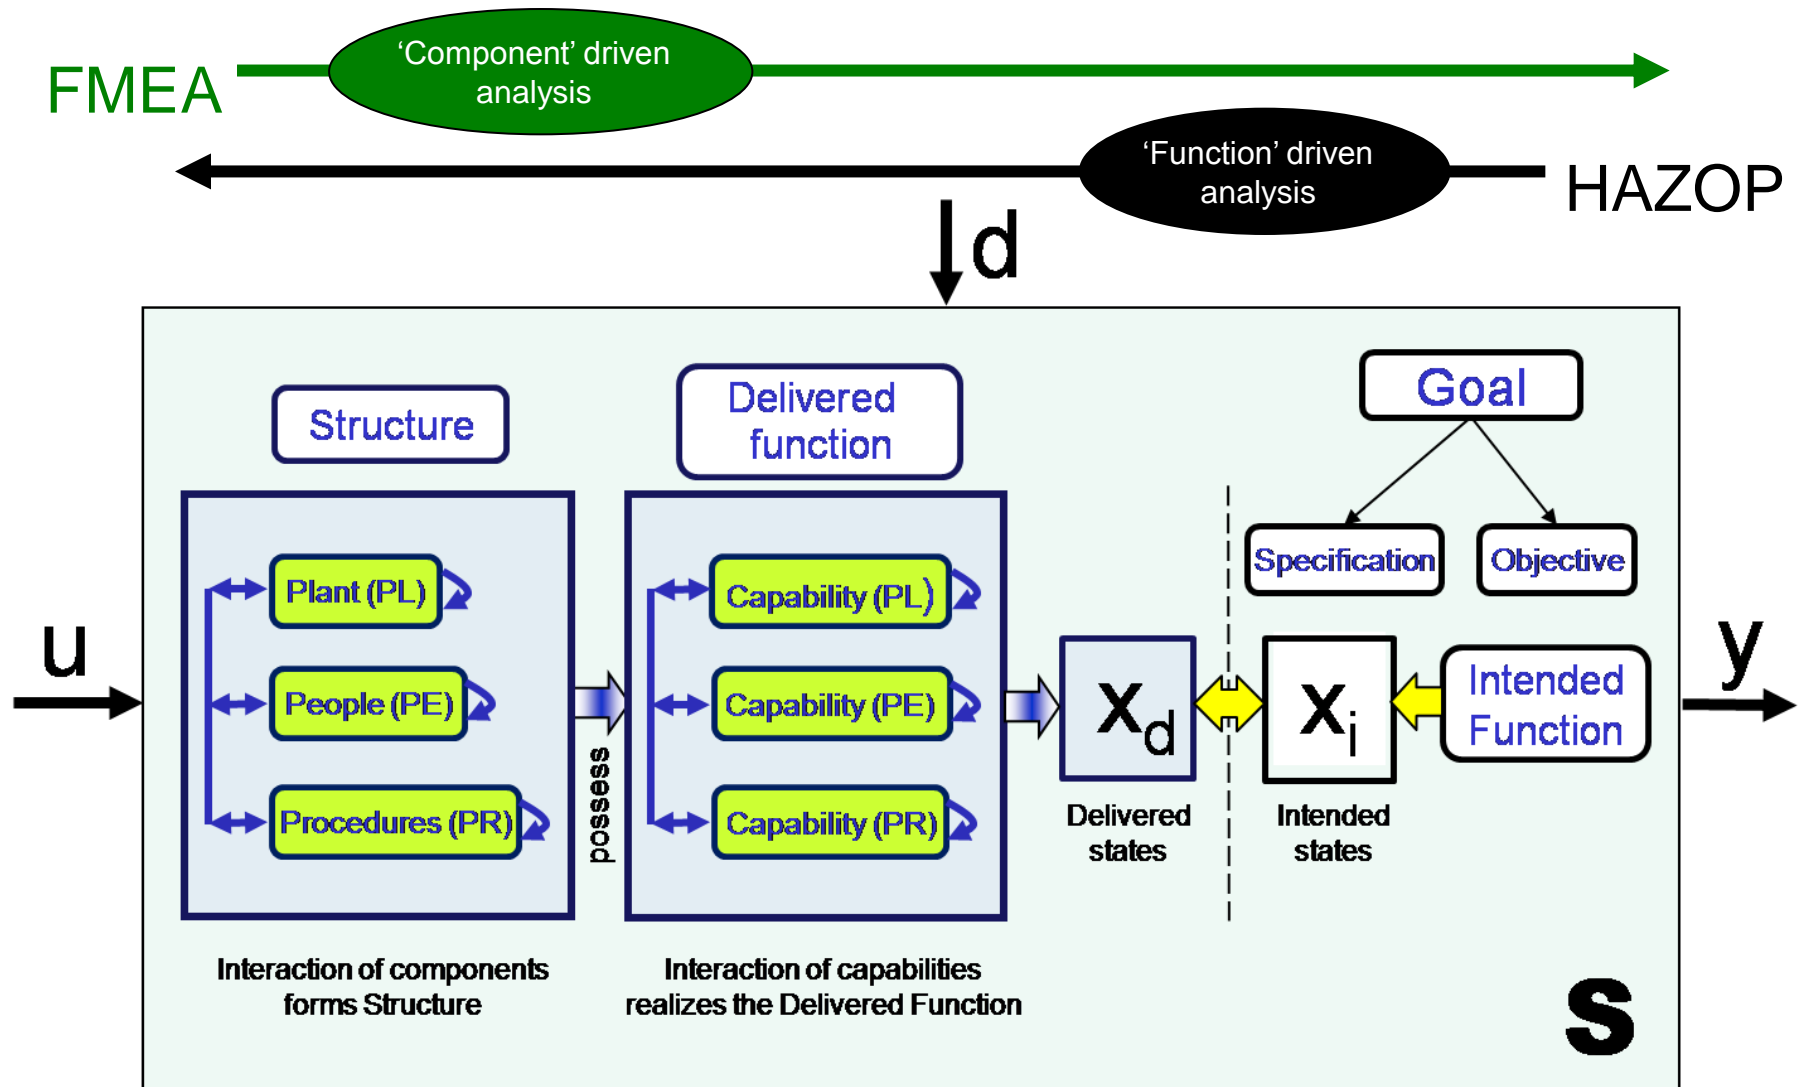 FMEA
‘Component’ driven
analysis
‘Function’ driven
analysis
HAZOP
d
Structure
Delivered
function
Goal
Specification
Objective
Plant (PL)
People (PE)
Procedures (PR)
possess
Capability (PL)
Capability (PE)
Capability (PR)
u
xd
xi
Intended
Function
y
Delivered
states
Intended
states
Interaction of components
forms Structure
Interaction of capabilities
realizes the Delivered Function
S